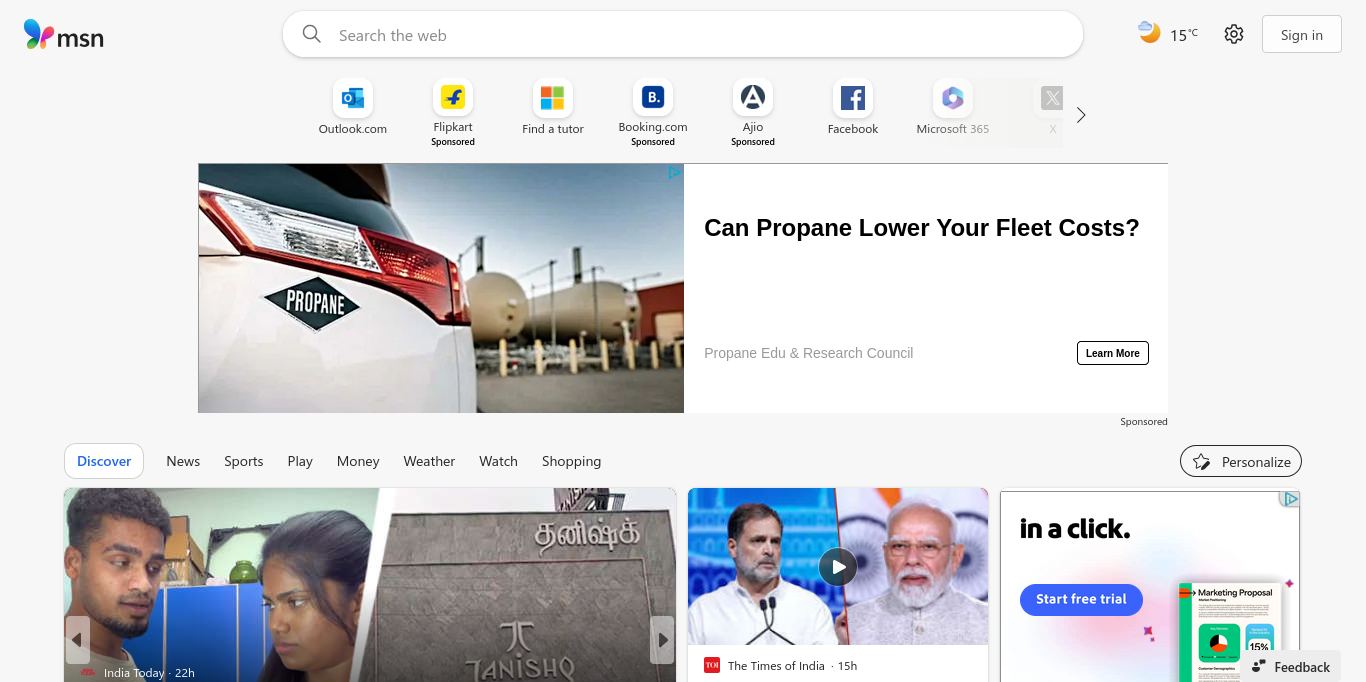 msn
Search the web
15°C
Sign in
Outlook.com
Flipkart
Sponsored
Find a tutor
Booking.com
Sponsored
Ajio
Sponsored
Facebook
Microsoft 365
X
PROPANE
Can Propane Lower Your Fleet Costs?
Propane Edu & Research Council
Learn More
Sponsored
Discover
News
Sports
Play
Money
Weather
Watch
Shopping
Personalize
தனிஷ்க்
TANISHQ
India Today · 22h
TOI
The Times of India · 15h
in a click.
Start free trial
Marketing Proposal
15%
Feedback